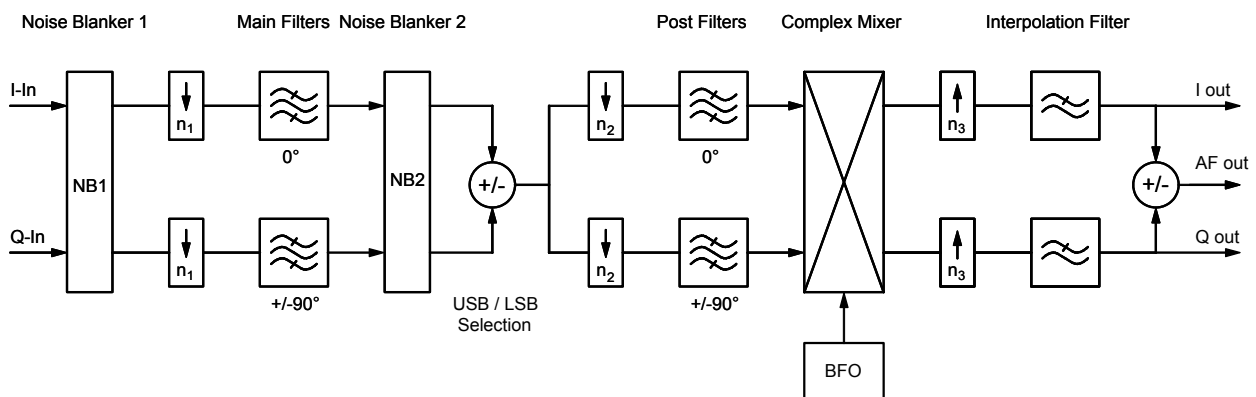 Noise Blanker 1
Main Filters
Noise Blanker 2
Post Filters
Complex Mixer
Interpolation Filter
I-In
Q-In
NB1
n1
n1
0°
+/-90°
NB2
+/-
USB / LSB
Selection
n2
n2
0°
+/-90°
BFO
n3
n3
+/-
I out
AF out
Q out